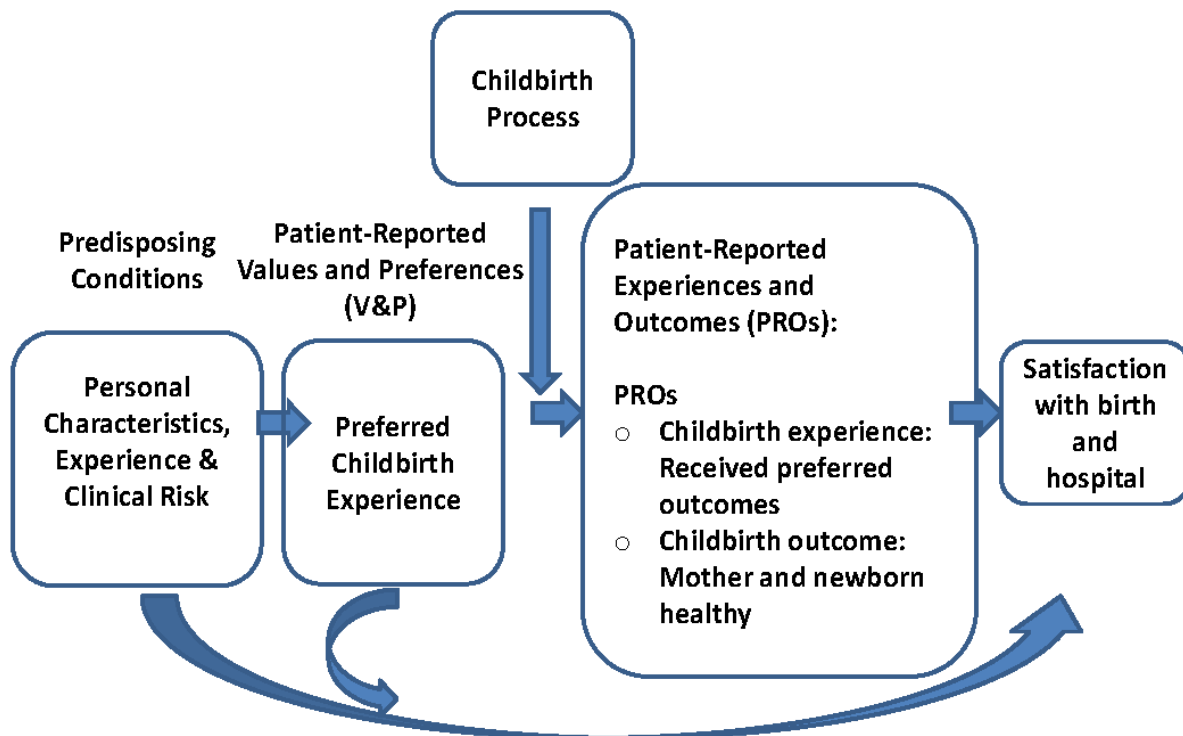 Childbirth
Process
Predisposing
Conditions
Patient-Reported
Values and Preferences
(V&P)
Personal
Characteristics,
Experience &
Clinical Risk
Preferred
Childbirth
Experience
Patient-Reported
Experiences and
Outcomes (PROs):
PROs
○ Childbirth experience:
Received preferred
outcomes
○ Childbirth outcome:
Mother and newborn
healthy
Satisfaction
with birth
and
hospital